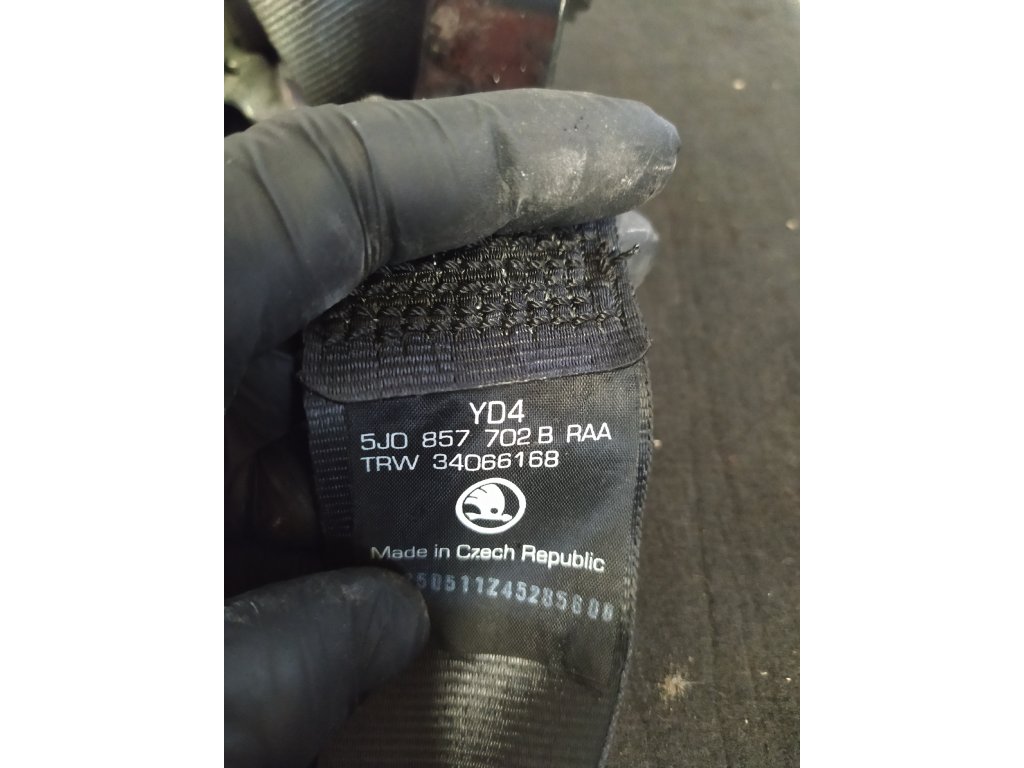 YD4
5J0 857 702 B RAA
TRW 34066168
Made in Czech Republic